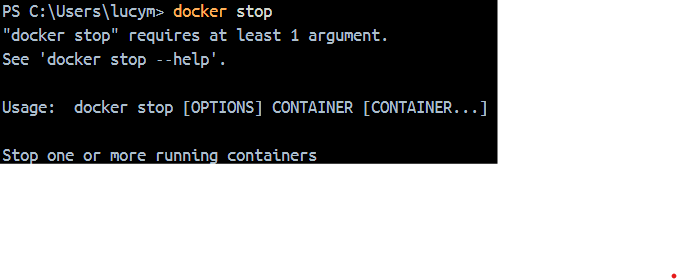 PS C:\Users\lucym> docker stop
"docker stop" requires at least 1 argument.
See 'docker stop --help'.
Usage:  docker stop [OPTIONS] CONTAINER [CONTAINER...]
Stop one or more running containers